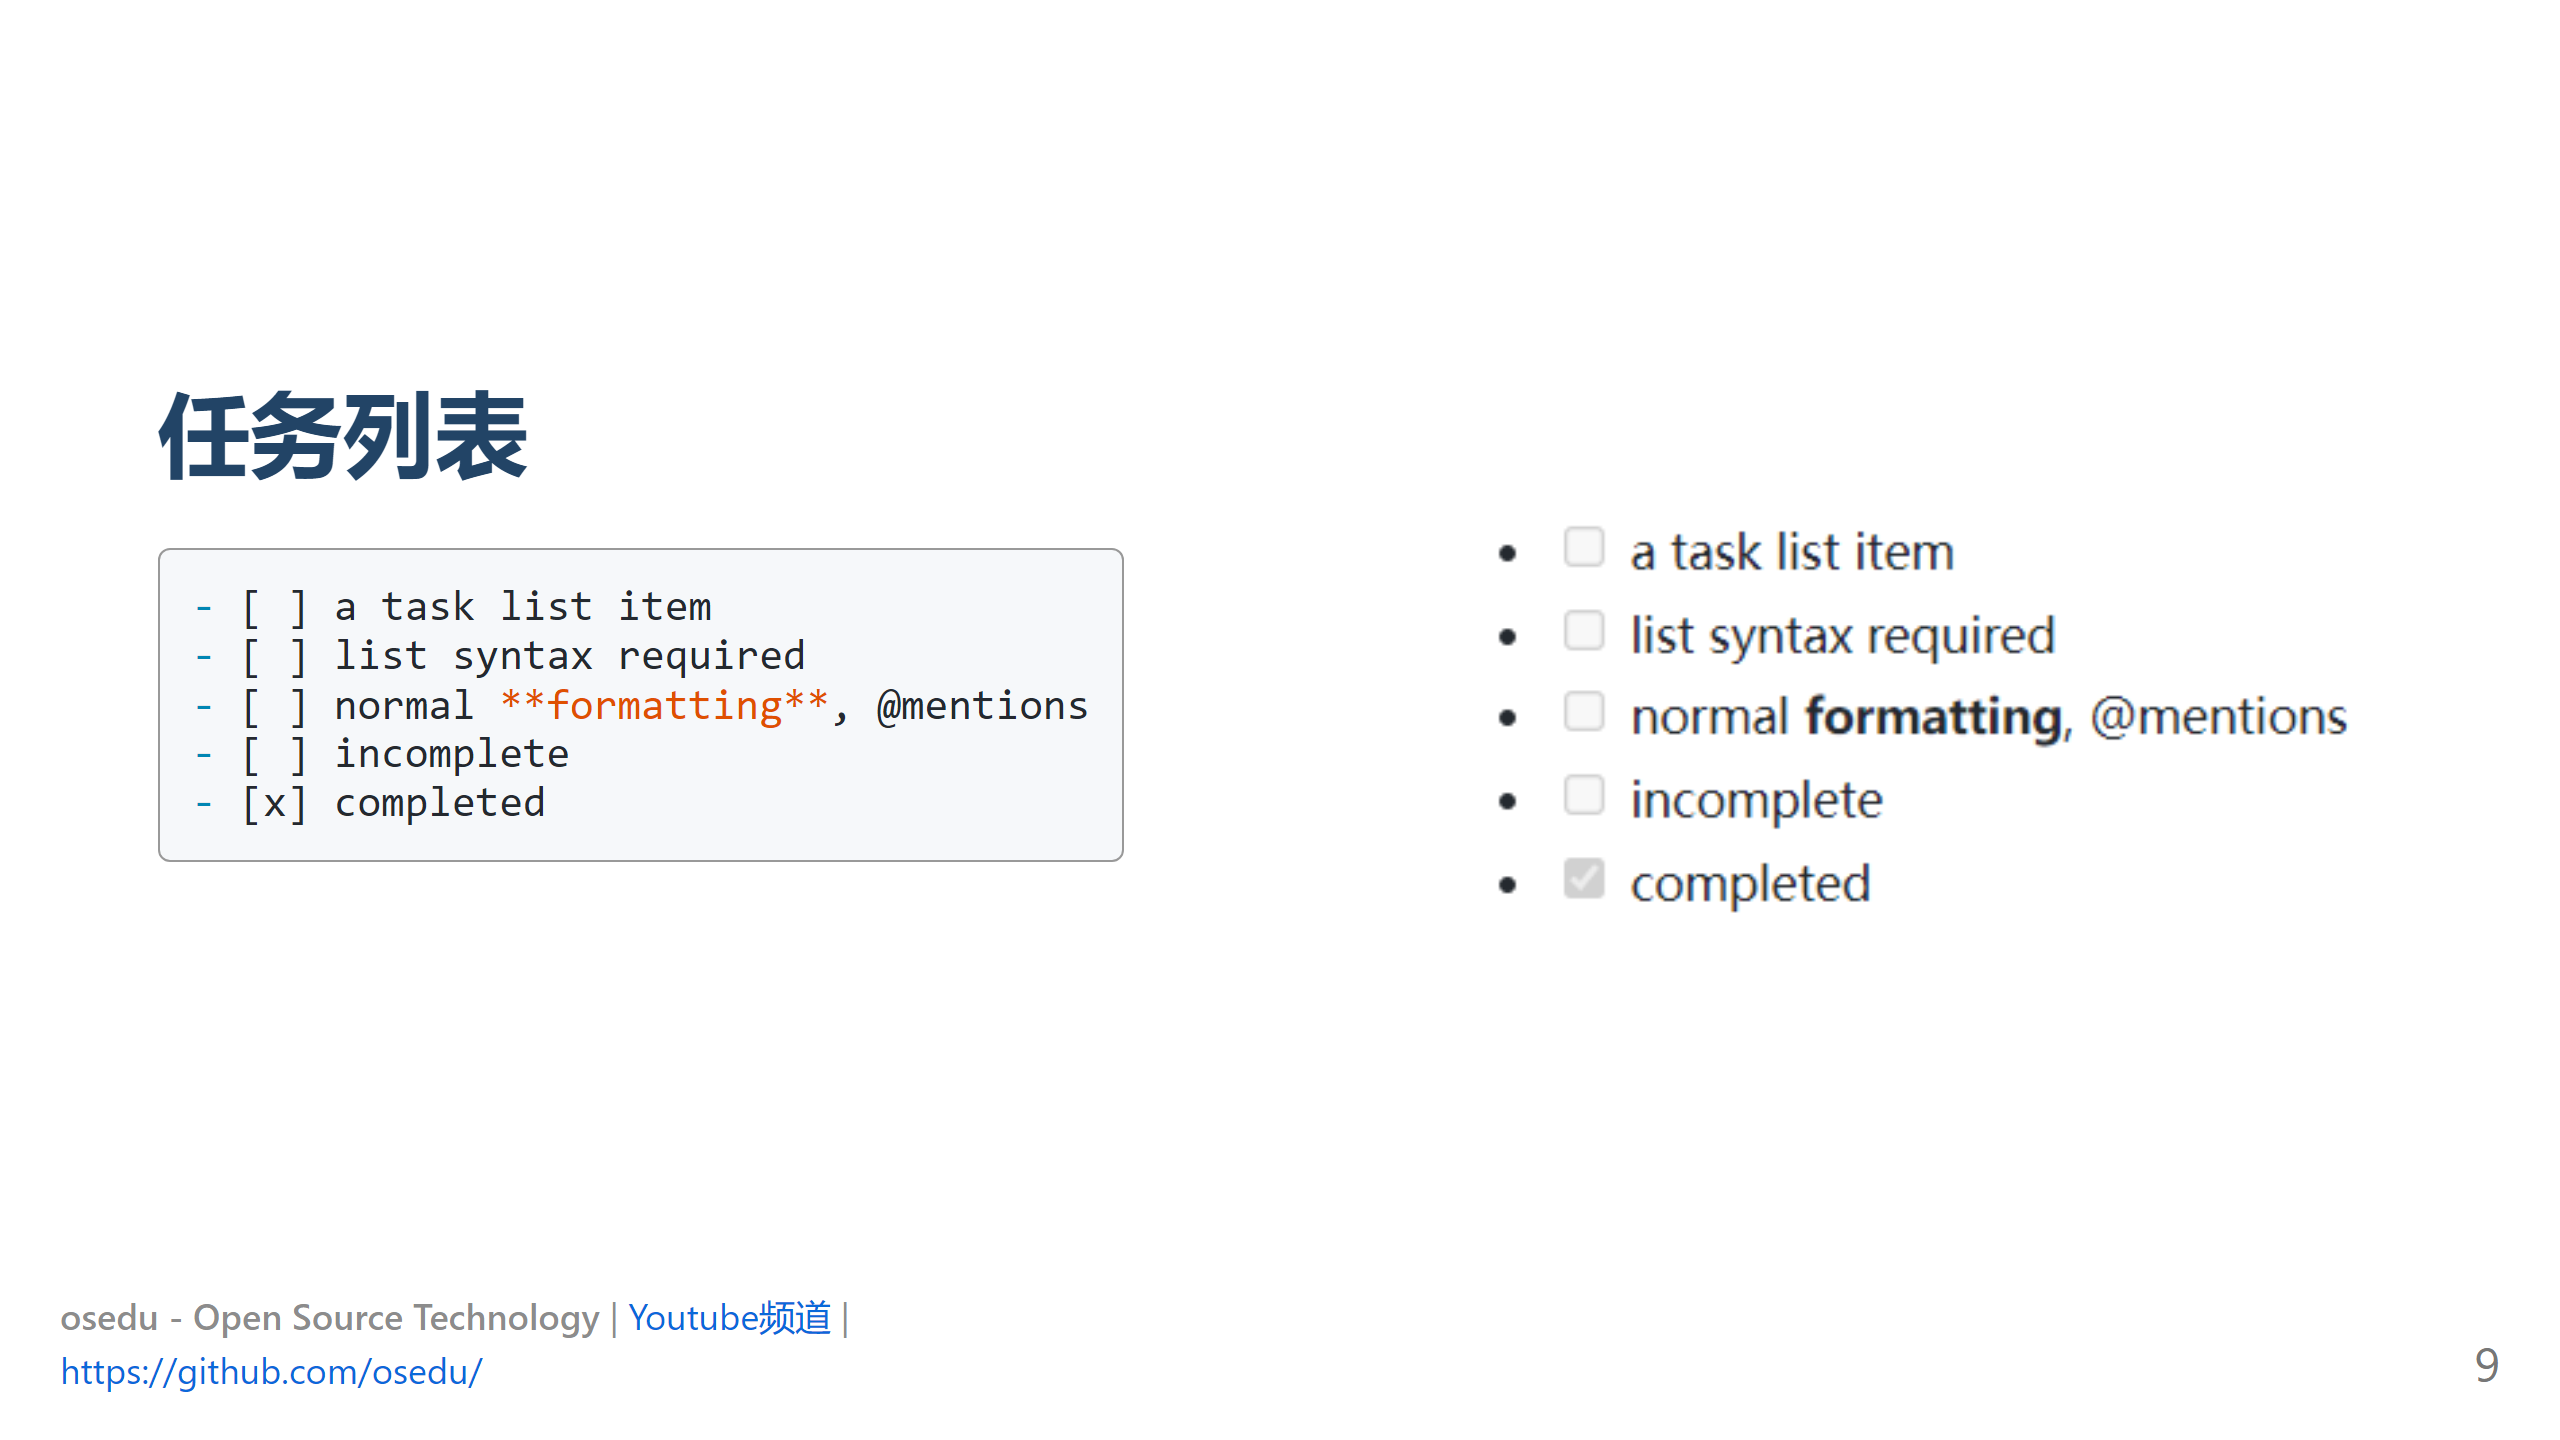 任务列表
- [ ] a task list item
- [ ] list syntax required
- [ ] normal **formatting**, @mentions
- [ ] incomplete
- [x] completed
• a task list item
• list syntax required
• normal formatting, @mentions
• incomplete
• completed
osedu - Open Source Technology | Youtube频道 |
https://github.com/osedu/
9